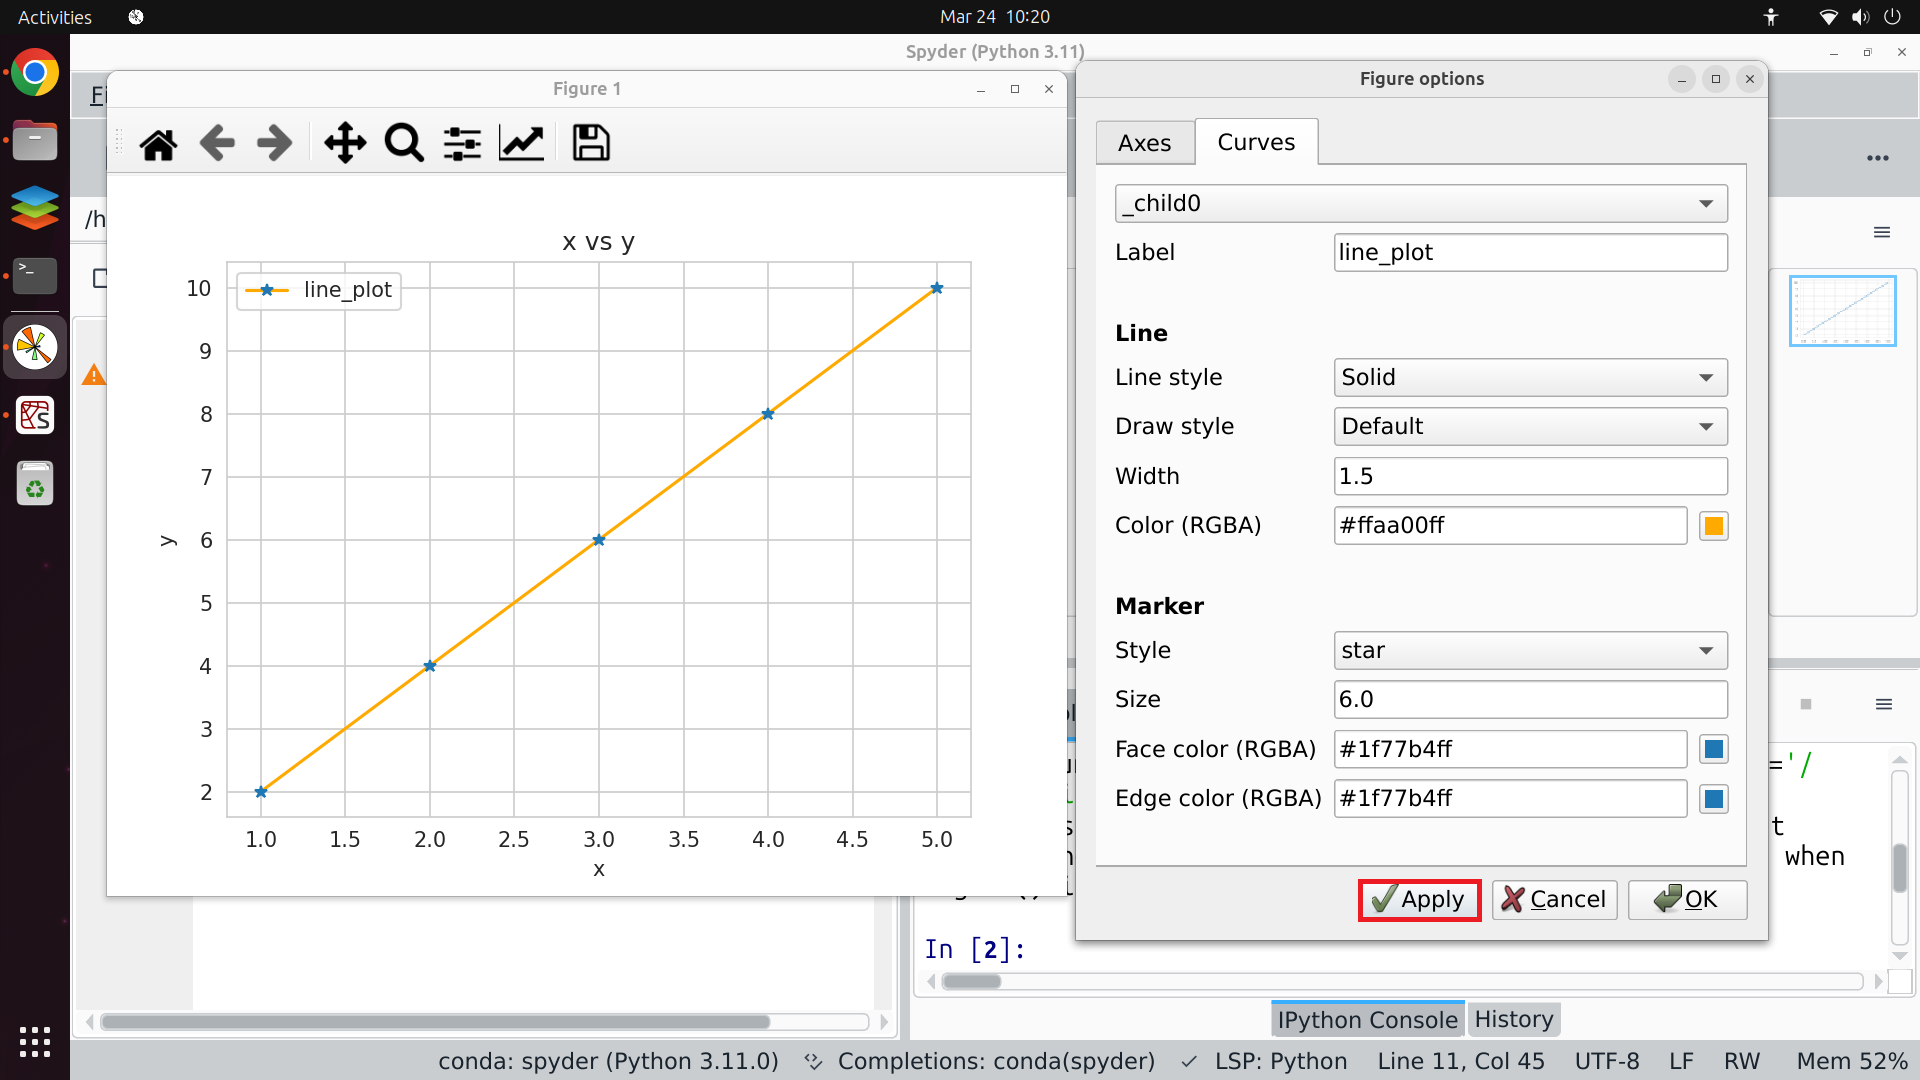 Activities
Mar 24 10:20
Spyder (Python 3.11)
Figure 1
Figure options
Axes
Curves
/h
_child0
Label
line_plot
Line
Line style
Solid
Draw style
Default
Width
1.5
Color (RGBA)
#ffaa00ff
Marker
Style
star
Size
6.0
Face color (RGBA)
#1f77b4ff
Edge color (RGBA)
#1f77b4ff
Apply
Cancel
OK
x vs y
line_plot
10
9
8
7
6
5
4
3
2
y
1.0 1.5 2.0 2.5 3.0 3.5 4.0 4.5 5.0
x
='/
t
when
In [2]:
IPython Console
History
conda: spyder (Python 3.11.0)
Completions: conda(spyder)
LSP: Python
Line 11, Col 45
UTF-8
LF
RW
Mem 52%